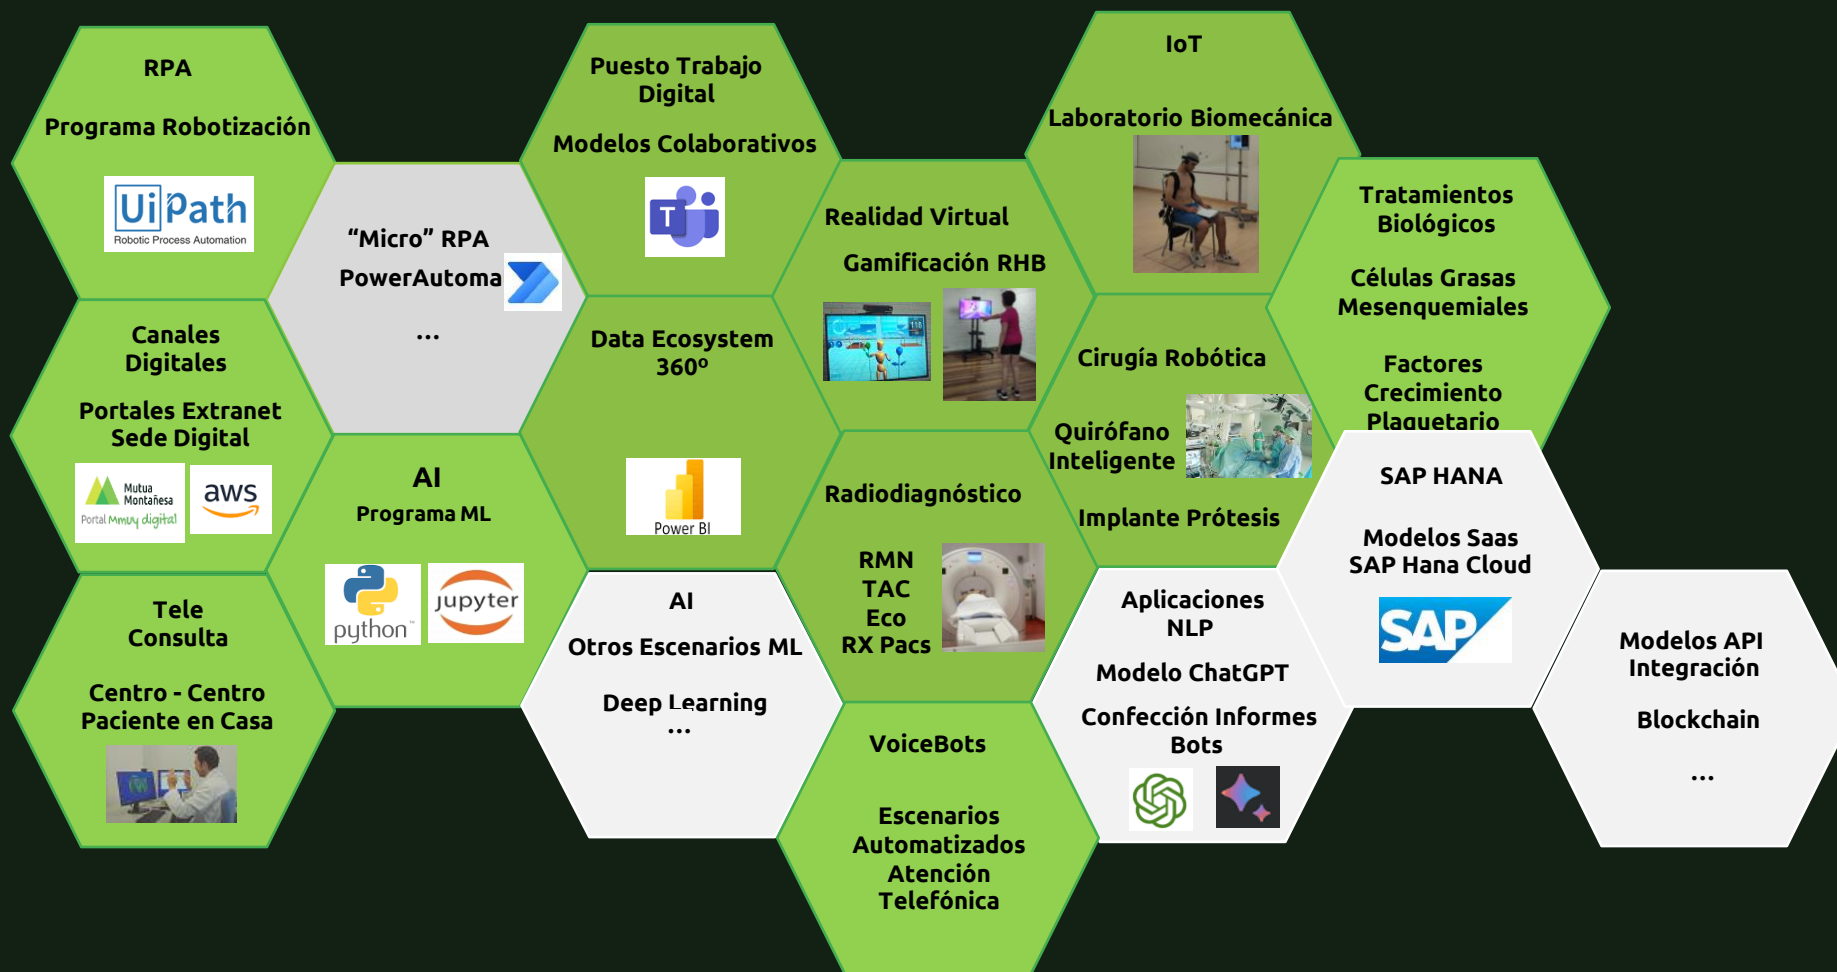 RPA
Programa Robotización
UiPath
Robotic Process Automation
Canales
Digitales
Portales Extranet
Sede Digital
Mutua
Montañesa
Portal Mmuy digital
aws
Tele
Consulta
Centro - Centro
Paciente en Casa
“Micro” RPA
PowerAutoma
...
AI
Programa ML
python™
jupyter
Puesto Trabajo
Digital
Modelos Colaborativos
T
Data Ecosystem
360º
Power BI
AI
Otros Escenarios ML
Deep Learning
...
Realidad Virtual
Gamificación RHB
Radiodiagnóstico
RMN
TAC
Eco
RX Pacs
VoiceBots
Escenarios
Automatizados
Atención
Telefónica
IoT
Laboratorio Biomecánica
Cirugía Robótica
Quirófano
Inteligente
Implante Prótesis
Aplicaciones
NLP
Modelo ChatGPT
Confección Informes
Bots
Tratamientos
Biológicos
Células Grasas
Mesenquemiales
Factores
Crecimiento
Plaquetario
SAP HANA
Modelos Saas
SAP Hana Cloud
SAP
Modelos API
Integración
Blockchain
...